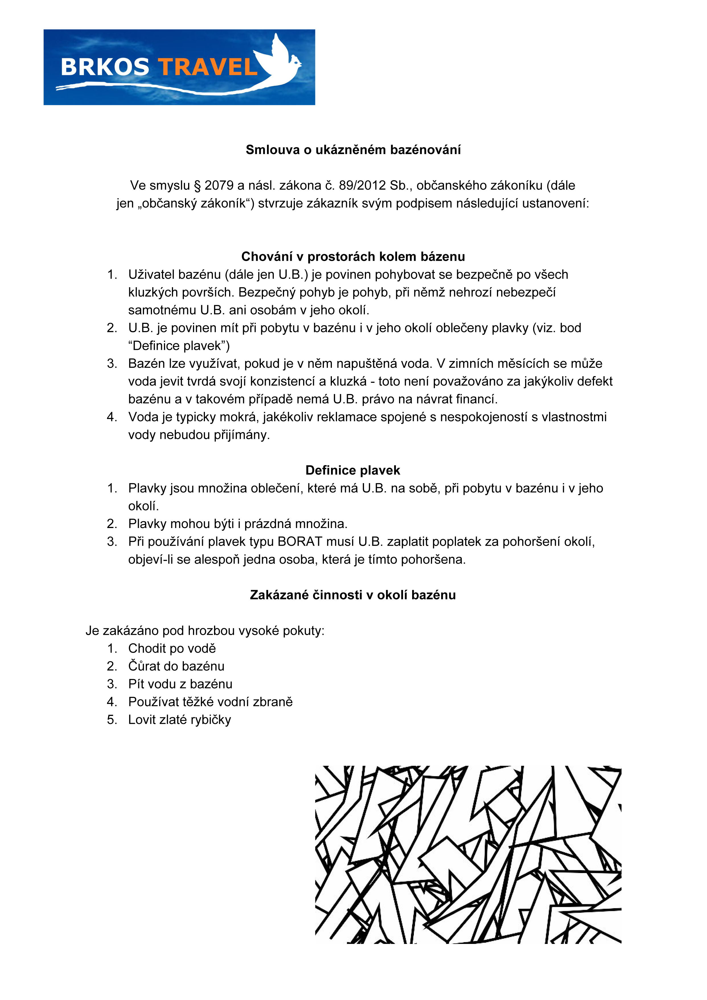 BRKOS TRAVEL
Smlouva o ukázněném bazénování
Ve smyslu § 2079 a násl. zákona č. 89/2012 Sb., občanského zákoníku (dále
jen „občanský zákoník“) stvrzuje zákazník svým podpisem následující ustanovení:
Chování v prostorách kolem bázenu
1. Uživatel bazénu (dále jen U.B.) je povinen pohybovat se bezpečně po všech
kluzkých površích. Bezpečný pohyb je pohyb, při němž nehrozí nebezpečí
samotnému U.B. ani osobám v jeho okolí.
2. U.B. je povinen mít při pobytu v bazénu i v jeho okolí oblečeny plavky (viz. bod
“Definice plavek”)
3. Bazén lze využívat, pokud je v něm napuštěná voda. V zimních měsících se může
voda jevit tvrdá svojí konzistencí a kluzká - toto není považováno za jakýkoliv defekt
bazénu a v takovém případě nemá U.B. právo na návrat financí.
4. Voda je typicky mokrá, jakékoliv reklamace spojené s nespokojeností s vlastnostmi
vody nebudou přijímány.
Definice plavek
1. Plavky jsou množina oblečení, které má U.B. na sobě, při pobytu v bazénu i v jeho
okolí.
2. Plavky mohou býti i prázdná množina.
3. Při používání plavek typu BORAT musí U.B. zaplatit poplatek za pohoršení okolí,
objeví-li se alespoň jedna osoba, která je tímto pohoršena.
Zakázané činnosti v okolí bazénu
Je zakázáno pod hrozbou vysoké pokuty:
1. Chodit po vodě
2. Čůrat do bazénu
3. Pít vodu z bazénu
4. Používat těžké vodní zbraně
5. Lovit zlaté rybičky